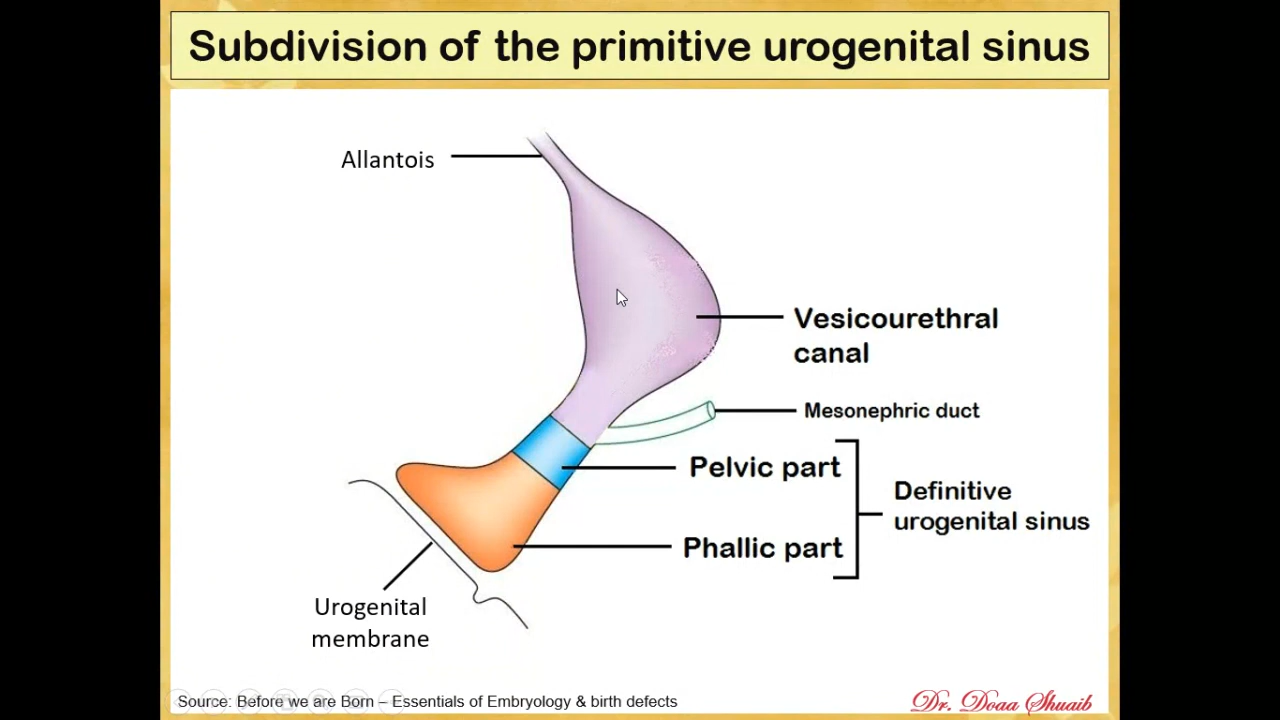 Subdivision of the primitive urogenital sinus
Allantois
Vesicourethral
canal
Mesonephric duct
Pelvic part
Definitive
urogenital sinus
Phallic part
Urogenital
membrane
Source: Before we are Born – Essentials of Embryology & birth defects
Dr. Doaa Shuaib